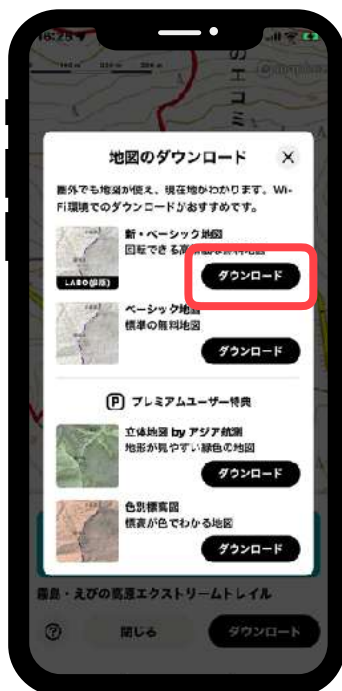 16:25
地図のダウンロード ×
圏外でも地図が使え、現在地がわかります。Wi-
Fi環境でのダウンロードがおすすめです。
新・ベーシック地図
回転できる
ダウンロード
LABO(β版)
ベーシック地図
標準の無料地図
ダウンロード
P プレミアムユーザー特典
立体地図 by アジア航測
地形が見やすい緑色の地図
ダウンロード
色別標高図
標高が色でわかる地図
ダウンロード
霧島・えびの高原エクストリームトレイル
? 閉じる ダウンロード